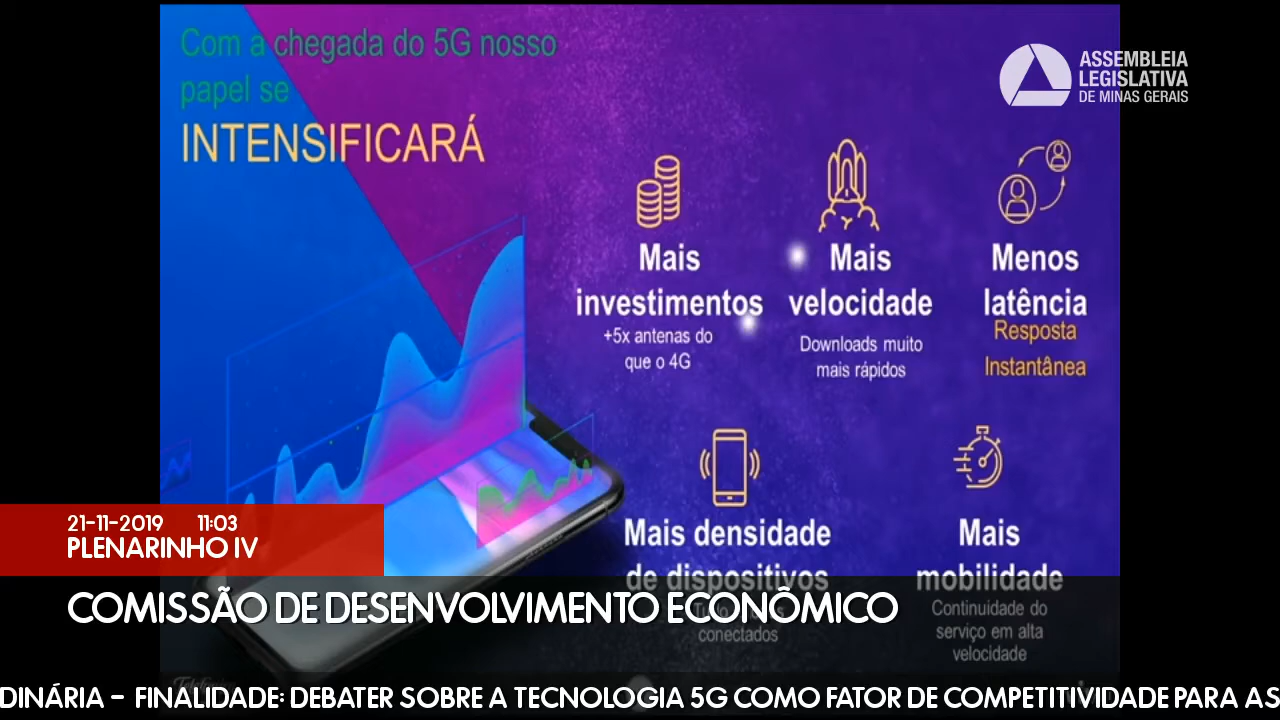 Com a chegada do 5G nosso
papel se
INTENSIFICARÁ
ASSEMBLEIA
LEGISLATIVA
DE MINAS GERAIS
Mais
investimentos
+5x antenas do
que o 4G
Mais
velocidade
Downloads muito
mais rápidos
Menos
latência
Resposta
Instantânea
Mais densidade
de dispositivos
conectados
Mais
mobilidade
Continuidade do
serviço em alta
velocidade
21-11-2019 11:03
PLENARINHO IV
COMISSÃO DE DESENVOLVIMENTO ECONÔMICO
DINÁRIA - FINALIDADE: DEBATER SOBRE A TECNOLOGIA 5G COMO FATOR DE COMPETITIVIDADE PARA AS